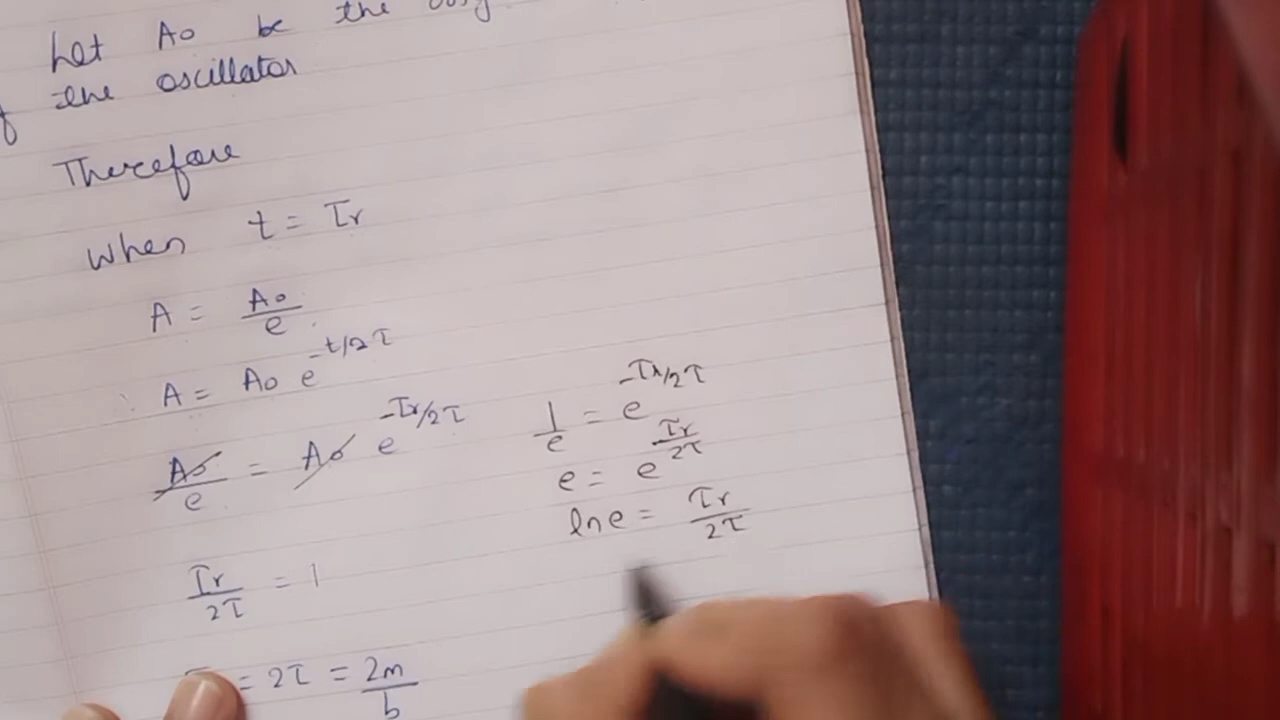 Let A₀ be the
the oscillator
Therefore
When t = τr
A = A₀/e
A = A₀ e^(-t/2τ)
A₀/e = A₀ e^(-τr/2τ)
τr/2τ = 1
= 2τ = 2m/b
1/e = e^(-τr/2τ)
e = e^(τr/2τ)
ln e = τr/2τ